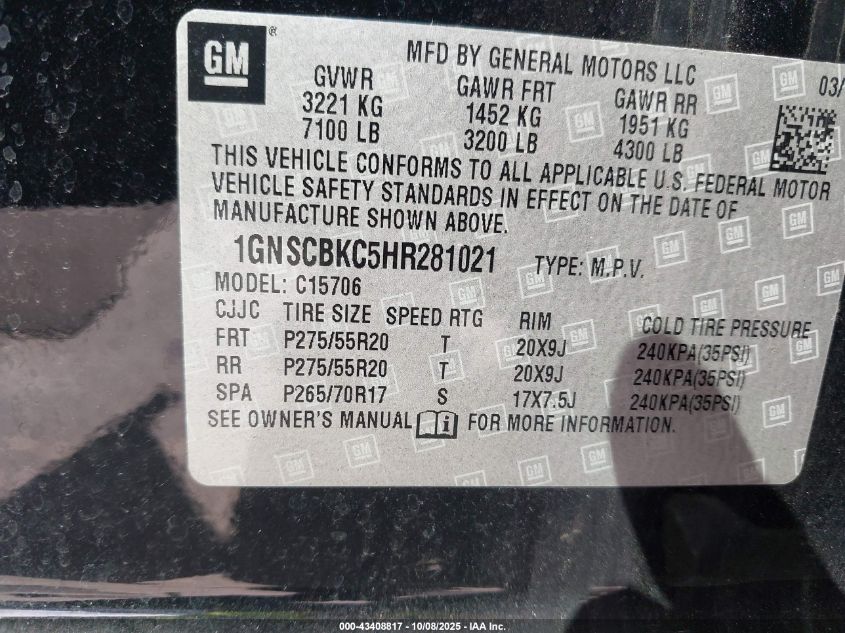 GM ®
MFD BY GENERAL MOTORS LLC
03/
GVWR GAWR FRT GAWR RR
3221 KG 1452 KG 1951 KG
7100 LB 3200 LB 4300 LB
THIS VEHICLE CONFORMS TO ALL APPLICABLE U.S. FEDERAL MOTOR
VEHICLE SAFETY STANDARDS IN EFFECT ON THE DATE OF
MANUFACTURE SHOWN ABOVE.
1GNSCBKC5HR281021 TYPE: M.P.V.
MODEL: C15706
CJJC TIRE SIZE SPEED RTG RIM COLD TIRE PRESSURE
FRT P275/55R20 T 20X9J 240KPA(35PSI)
RR P275/55R20 T 20X9J 240KPA(35PSI)
SPA P265/70R17 S 17X7.5J 240KPA(35PSI)
SEE OWNER'S MANUAL i FOR MORE INFORMATION.
000-43408817 - 10/08/2025 - IAA Inc.